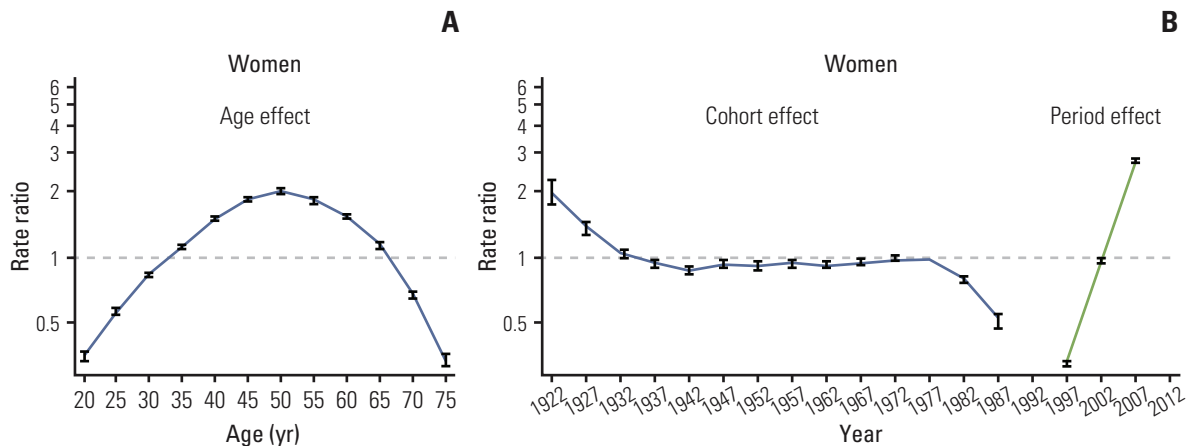 A
Women
Age effect
Rate ratio
6
5
4
3
2
1
0.5
20 25 30 35 40 45 50 55 60 65 70 75
Age (yr)
B
Women
Cohort effect
Period effect
Rate ratio
6
5
4
3
2
1
0.5
1922 1927 1932 1937 1942 1947 1952 1957 1962 1967 1972 1977 1982 1987 1992 1997 2002 2007 2012
Year